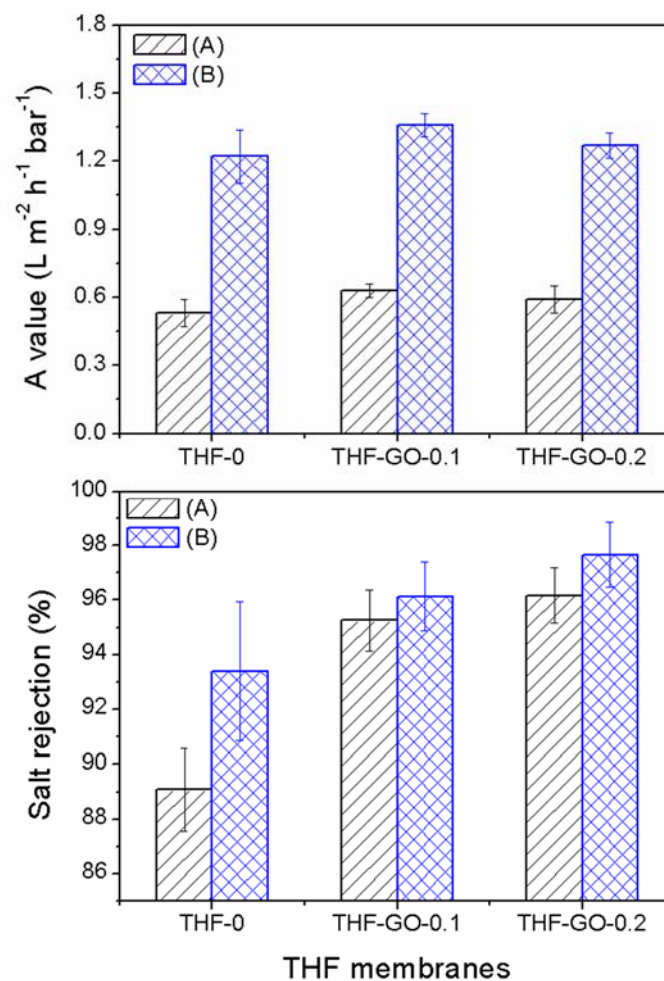 1.8
(A)
(B)
1.5
1.2
0.9
0.6
0.3
0.0
A value (L m⁻² h⁻¹ bar⁻¹)
THF-0 THF-GO-0.1 THF-GO-0.2
100
(A)
(B)
98
96
94
92
90
88
86
Salt rejection (%)
THF-0 THF-GO-0.1 THF-GO-0.2
THF membranes